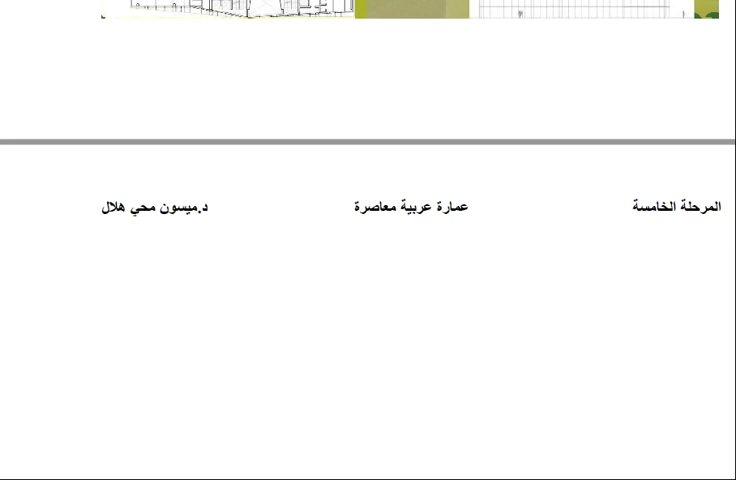 المرحلة الخامسة عمارة عربية معاصرة د.ميسون محي هلال